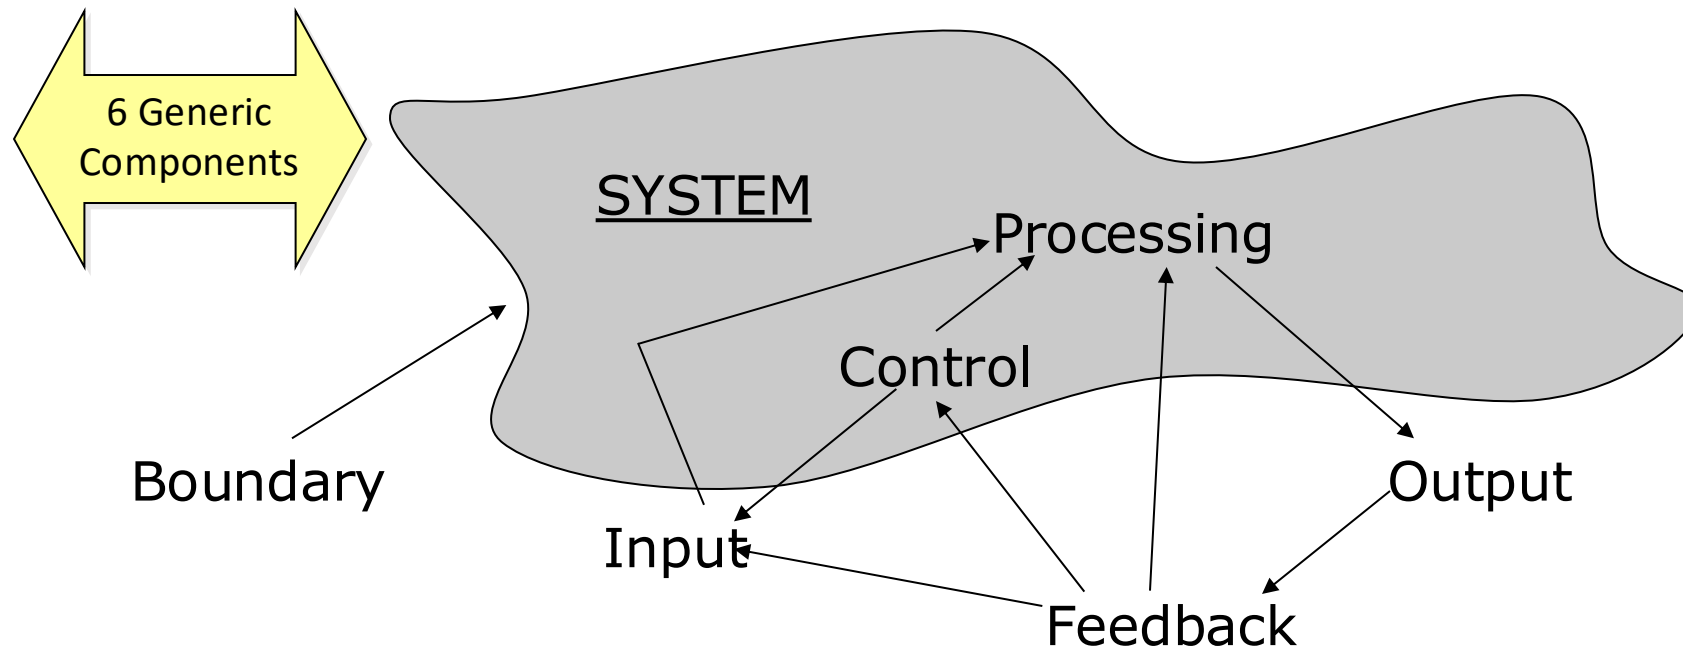 6 Generic
Components
SYSTEM
Processing
Control
Boundary
Output
Input
Feedback